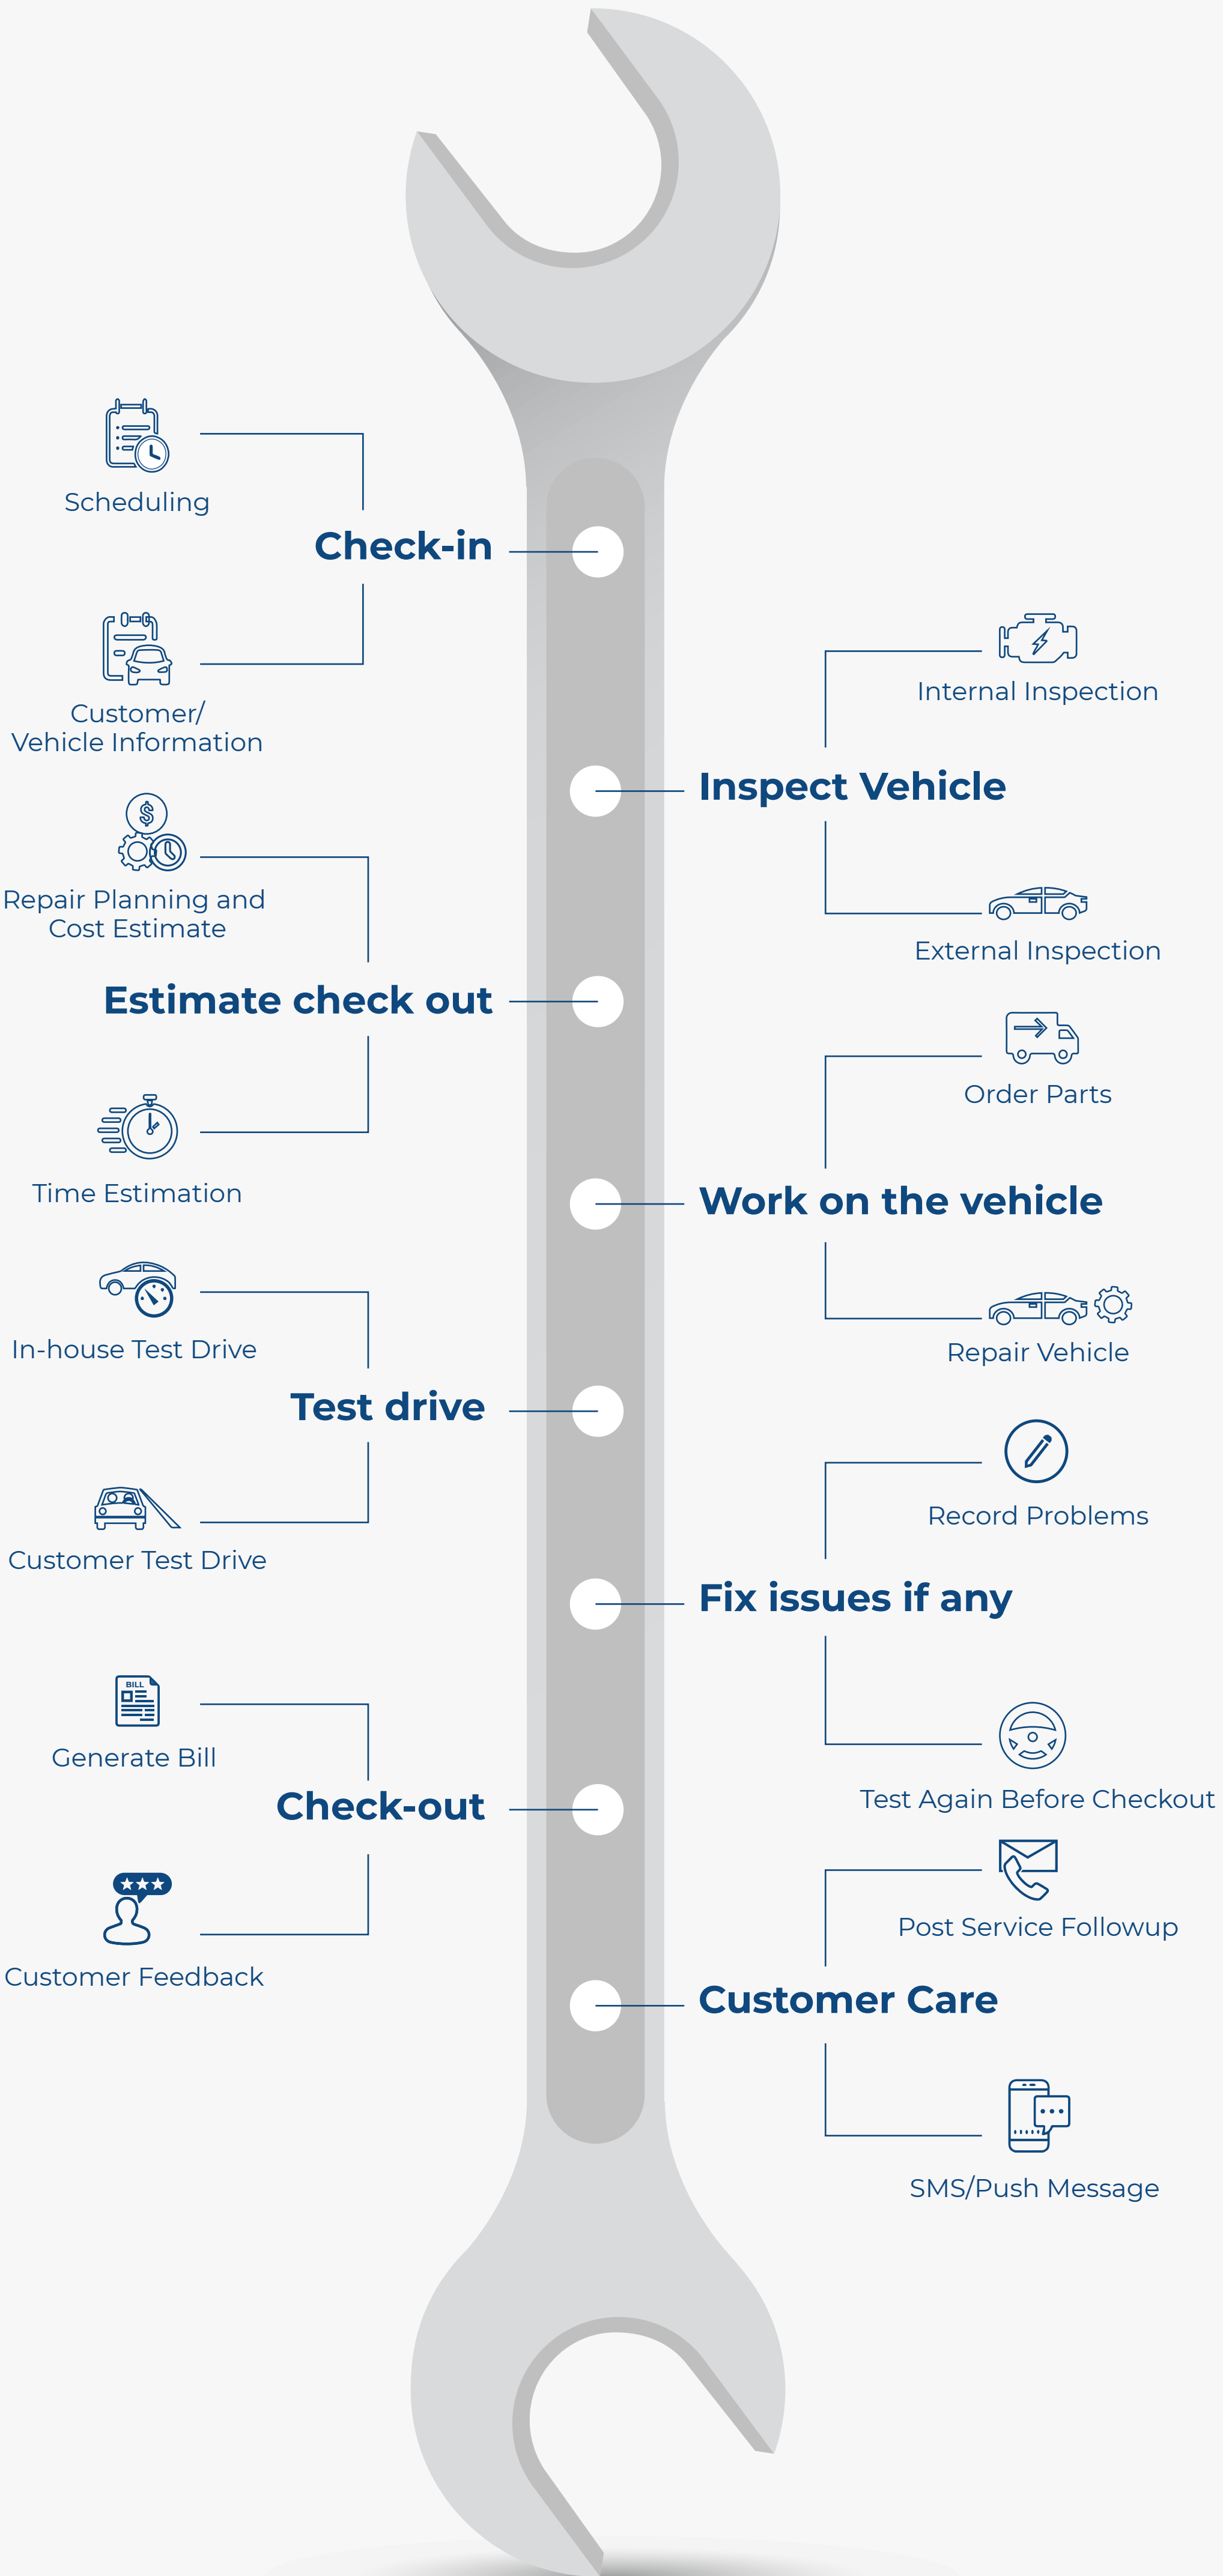 Scheduling
Check-in
Customer/
Vehicle Information
Internal Inspection
Inspect Vehicle
External Inspection
$
Repair Planning and
Cost Estimate
Estimate check out
Time Estimation
Order Parts
Work on the vehicle
Repair Vehicle
In-house Test Drive
Test drive
Customer Test Drive
Record Problems
Fix issues if any
Test Again Before Checkout
BILL
Generate Bill
Check-out
Customer Feedback
Post Service Followup
Customer Care
SMS/Push Message